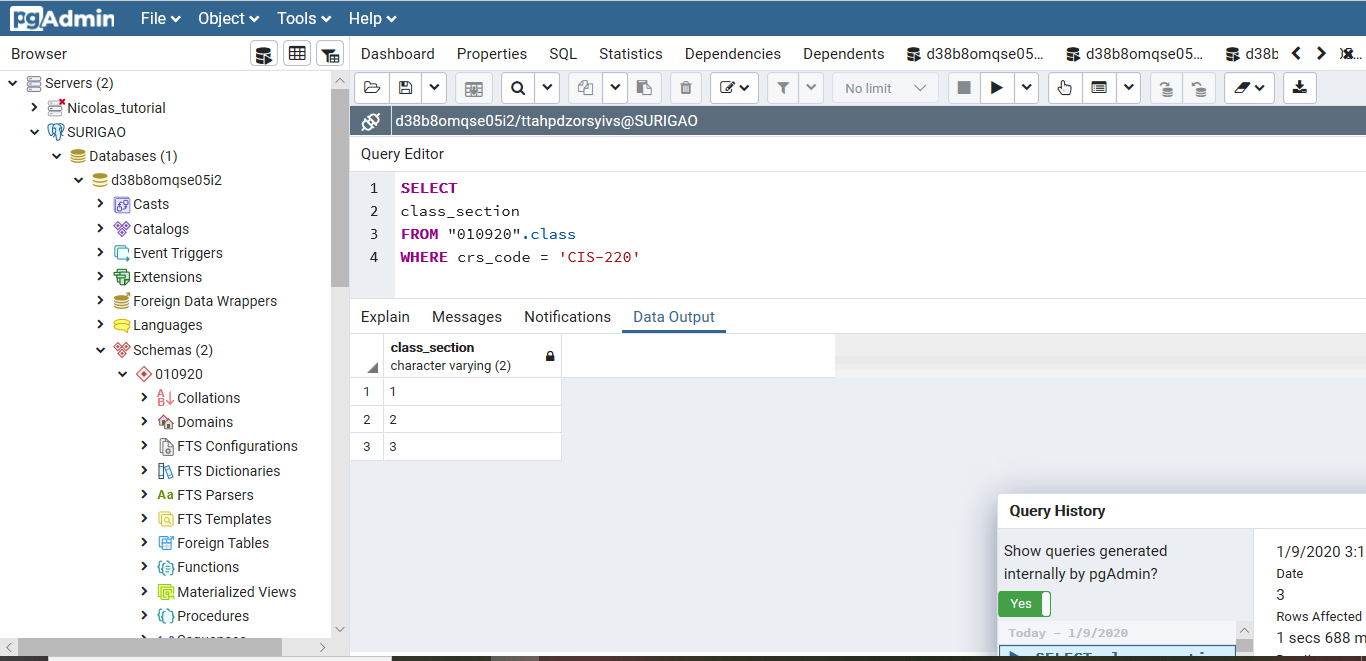 pgAdmin File Object Tools Help
Browser
Dashboard Properties SQL Statistics Dependencies Dependents d38b8omqse05... d38b8omqse05... d38b
Servers (2)
Nicolas_tutorial
SURIGAO
Databases (1)
d38b8omqse05i2
Casts
Catalogs
Event Triggers
Extensions
Foreign Data Wrappers
Languages
Schemas (2)
010920
Collations
Domains
FTS Configurations
FTS Dictionaries
Aa FTS Parsers
FTS Templates
Foreign Tables
Functions
Materialized Views
Procedures
Sequences
No limit
d38b8omqse05i2/ttahpdzorsyivs@SURIGAO
Query Editor
1 SELECT
2 class_section
3 FROM "010920".class
4 WHERE crs_code = 'CIS-220'
Explain Messages Notifications Data Output
class_section
character varying (2)
1 1
2 2
3 3
Query History
Show queries generated
internally by pgAdmin?
Yes
Today - 1/9/2020
1/9/2020 3:1
Date
3
Rows Affected
1 secs 688 m